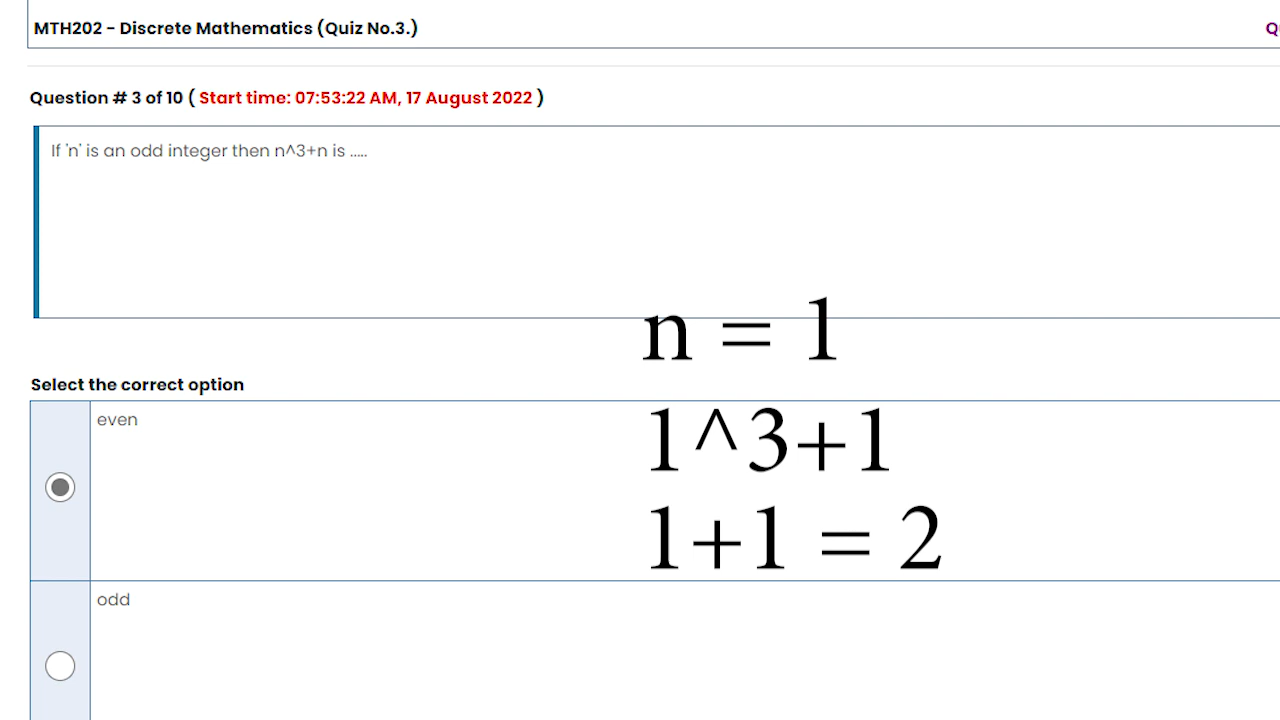 MTH202 - Discrete Mathematics (Quiz No.3.)
Question # 3 of 10 ( Start time: 07:53:22 AM, 17 August 2022 )
If 'n' is an odd integer then n^3+n is .....
n = 1
Select the correct option
even
1^3+1
1+1 = 2
odd